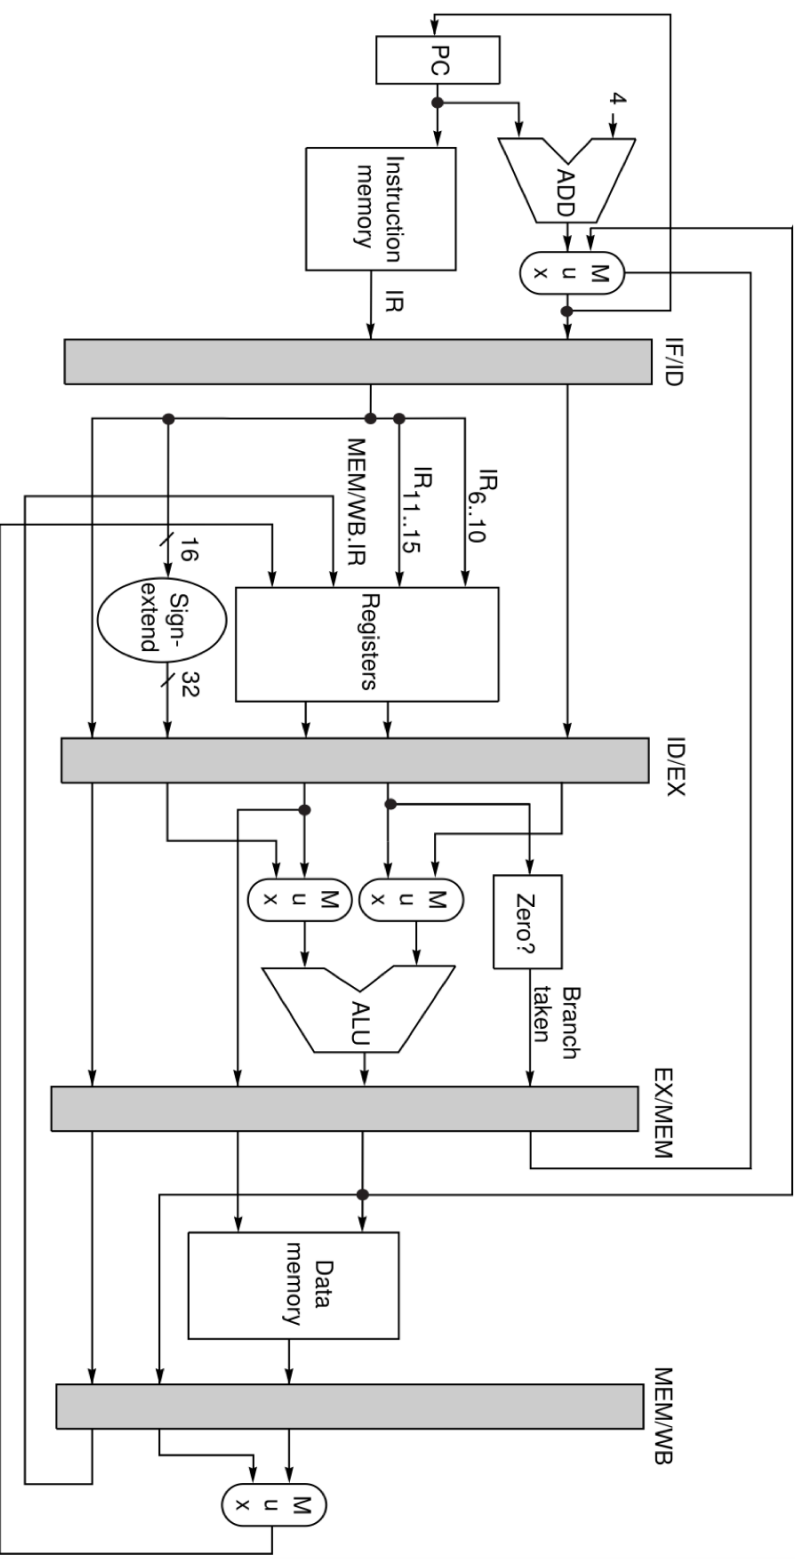 PC
4
ADD
M
u
x
Instruction
memory
IR
IF/ID
IR6..10
IR11..15
MEM/WB.IR
Registers
16
Sign-
extend
32
ID/EX
Zero?
Branch
taken
M
u
x
M
u
x
ALU
EX/MEM
Data
memory
MEM/WB
M
u
x